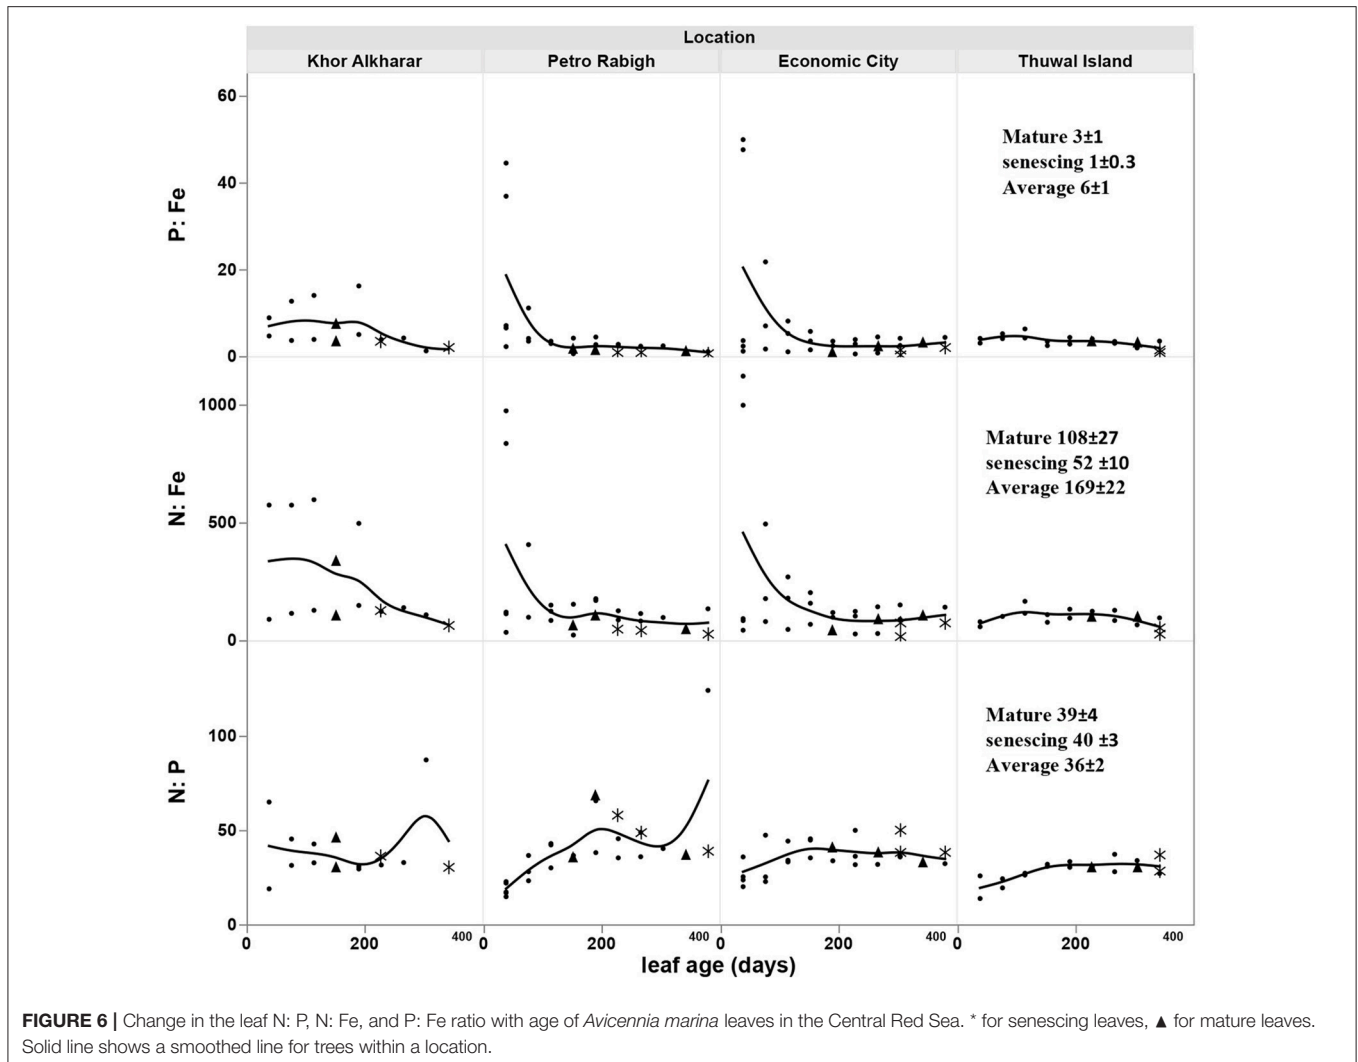 Location
Khor Alkharar Petro Rabigh Economic City Thuwal Island
P: Fe
60
40
20
0
Mature 3±1
senescing 1±0.3
Average 6±1
N: Fe
1000
500
0
Mature 108±27
senescing 52 ±10
Average 169±22
N: P
100
50
0
Mature 39±4
senescing 40 ±3
Average 36±2
0 200 400 0 200 400 0 200 400 0 200 400
leaf age (days)
FIGURE 6 | Change in the leaf N: P, N: Fe, and P: Fe ratio with age of Avicennia marina leaves in the Central Red Sea. * for senescing leaves, ▲ for mature leaves.
Solid line shows a smoothed line for trees within a location.